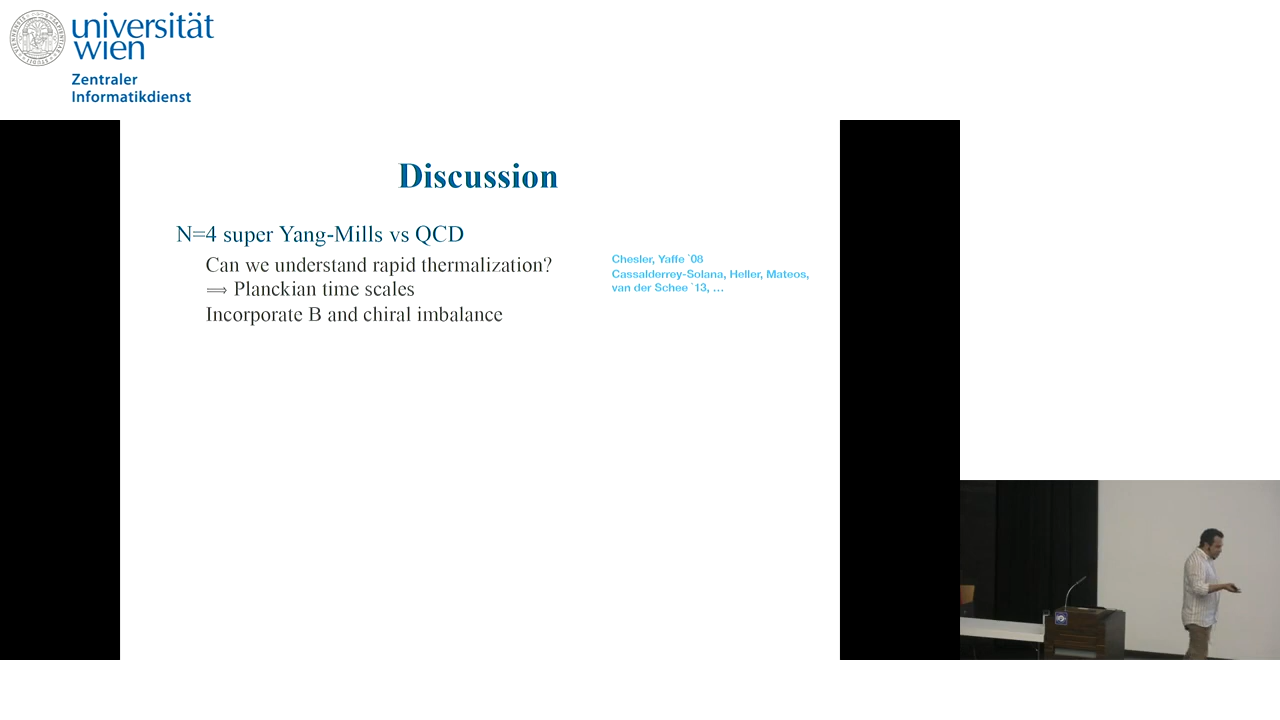 universität
wien
Zentraler
Informatikdienst
Discussion
N=4 super Yang-Mills vs QCD
Can we understand rapid thermalization?
⟹ Planckian time scales
Incorporate B and chiral imbalance
Chesler, Yaffe `08
Cassalderrey-Solana, Heller, Mateos,
van der Schee `13, ...